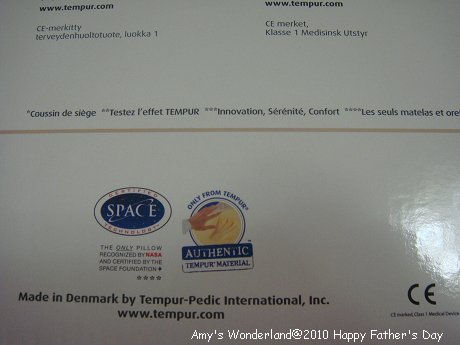 www.tempur.com
www.tempur.com
CE-merkitty
terveydenhuoltotuote, luokka 1
CE merket,
Klasse 1 Medisinsk Utstyr
*Coussin de siège **Testez l'effet TEMPUR ***Innovation, Sérénité, Confort ****Les seuls matelas et orei
CERTIFIED
SPACE
TECHNOLOGY
THE ONLY PILLOW
RECOGNIZED BY NASA
AND CERTIFIED BY THE
SPACE FOUNDATION
****
ONLY FROM TEMPUR®
AUTHENTIC
TEMPUR® MATERIAL
Made in Denmark by Tempur-Pedic International, Inc.
www.tempur.com
CE
CE marked, Class 1 Medical Device
Amy's Wonderland@2010 Happy Father's Day